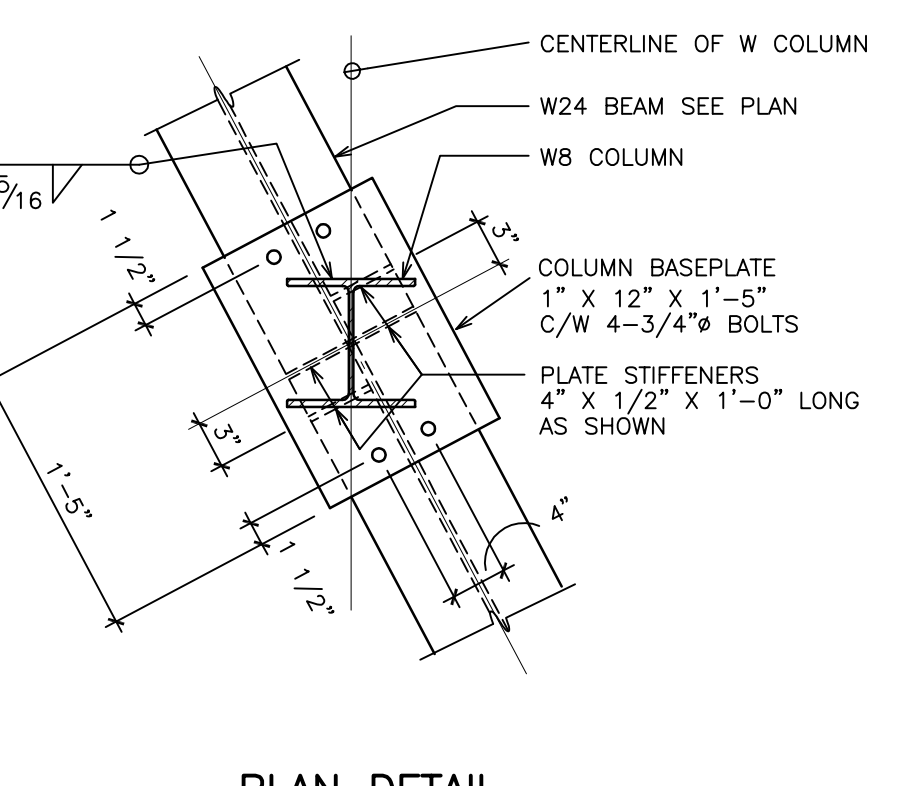 CENTERLINE OF W COLUMN
W24 BEAM SEE PLAN
W8 COLUMN
5/16
1 1/2"
3"
COLUMN BASEPLATE
1" X 12" X 1'-5"
C/W 4-3/4"ø BOLTS
PLATE STIFFENERS
4" X 1/2" X 1'-0" LONG
AS SHOWN
3"
1'-5"
4"
1 1/2"
PLAN DETAIL